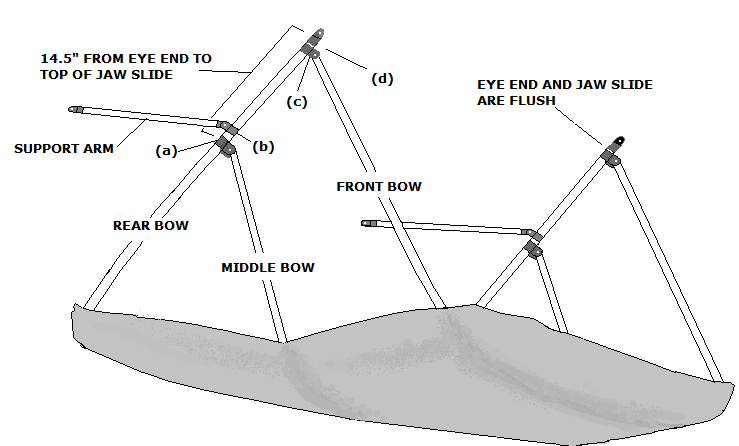 14.5" FROM EYE END TO
TOP OF JAW SLIDE
(d)
(c)
EYE END AND JAW SLIDE
ARE FLUSH
SUPPORT ARM
(a)
(b)
FRONT BOW
REAR BOW
MIDDLE BOW